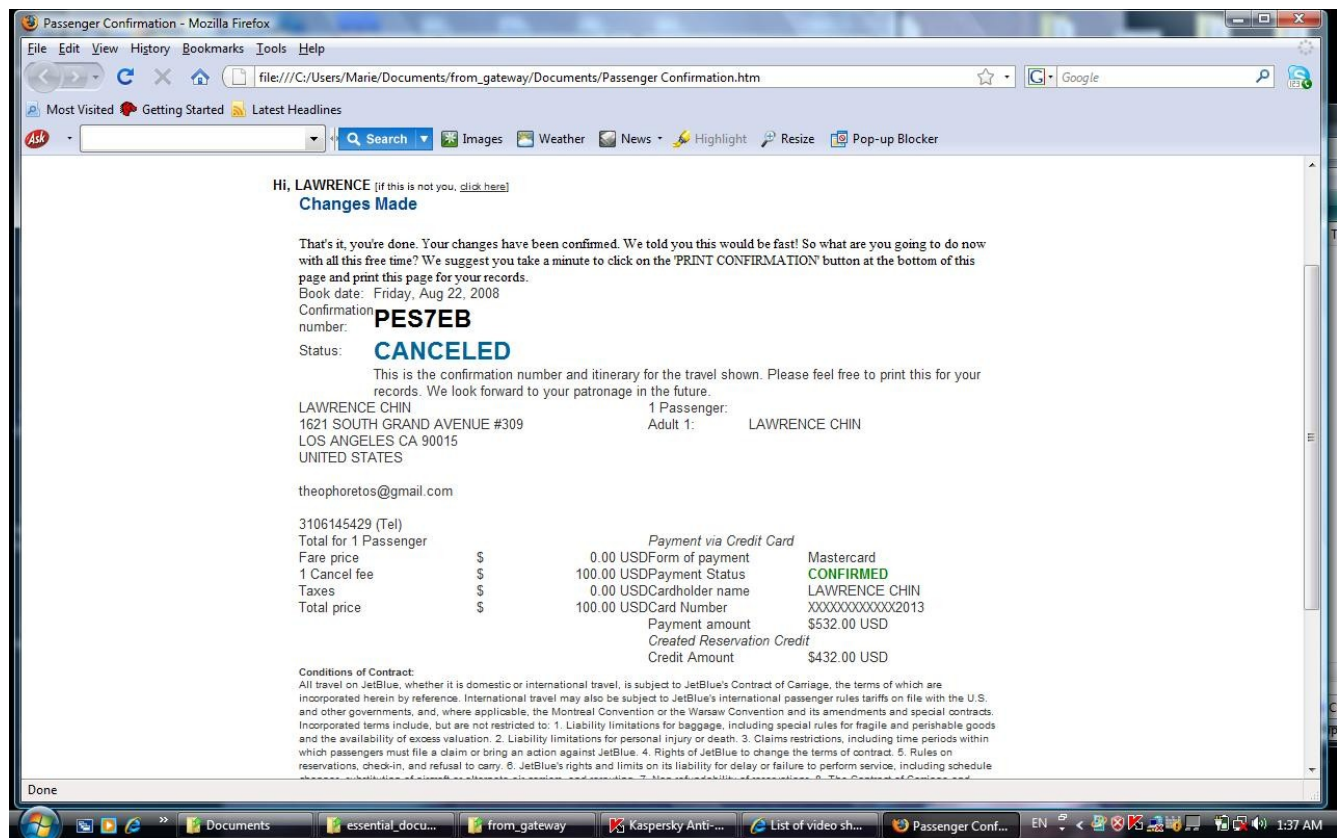 Passenger Confirmation - Mozilla Firefox
File Edit View History Bookmarks Tools Help
file:///C:/Users/Marie/Documents/from_gateway/Documents/Passenger Confirmation.htm
G Google
Most Visited Getting Started Latest Headlines
Ask Search Images Weather News Highlight Resize Pop-up Blocker
Hi, LAWRENCE [if this is not you, click here]
Changes Made
That's it, you're done. Your changes have been confirmed. We told you this would be fast! So what are you going to do now
with all this free time? We suggest you take a minute to click on the 'PRINT CONFIRMATION' button at the bottom of this
page and print this page for your records.
Book date: Friday, Aug 22, 2008
Confirmation
number: PES7EB
Status: CANCELED
This is the confirmation number and itinerary for the travel shown. Please feel free to print this for your
records. We look forward to your patronage in the future.
LAWRENCE CHIN 1 Passenger:
1621 SOUTH GRAND AVENUE #309 Adult 1: LAWRENCE CHIN
LOS ANGELES CA 90015
UNITED STATES
theophoretos@gmail.com
3106145429 (Tel)
Total for 1 Passenger Payment via Credit Card
Fare price $ 0.00 USD Form of payment Mastercard
1 Cancel fee $ 100.00 USD Payment Status CONFIRMED
Taxes $ 0.00 USD Cardholder name LAWRENCE CHIN
Total price $ 100.00 USD Card Number XXXXXXXXXXXX2013
Payment amount $532.00 USD
Created Reservation Credit
Credit Amount $432.00 USD
Conditions of Contract:
All travel on JetBlue, whether it is domestic or international travel, is subject to JetBlue's Contract of Carriage, the terms of which are
incorporated herein by reference. International travel may also be subject to JetBlue's international passenger rules tariffs on file with the U.S.
and other governments, and, where applicable, the Montreal Convention or the Warsaw Convention and its amendments and special contracts.
Incorporated terms include, but are not restricted to: 1. Liability limitations for baggage, including special rules for fragile and perishable goods
and the availability of excess valuation. 2. Liability limitations for personal injury or death. 3. Claims restrictions, including time periods within
which passengers must file a claim or bring an action against JetBlue. 4. Rights of JetBlue to change the terms of contract. 5. Rules on
reservations, check-in, and refusal to carry. 6. JetBlue's rights and limits on its liability for delay or failure to perform service, including schedule
Done
Documents essential_docu... from_gateway Kaspersky Anti-... List of video sh... Passenger Conf... EN 1:37 AM